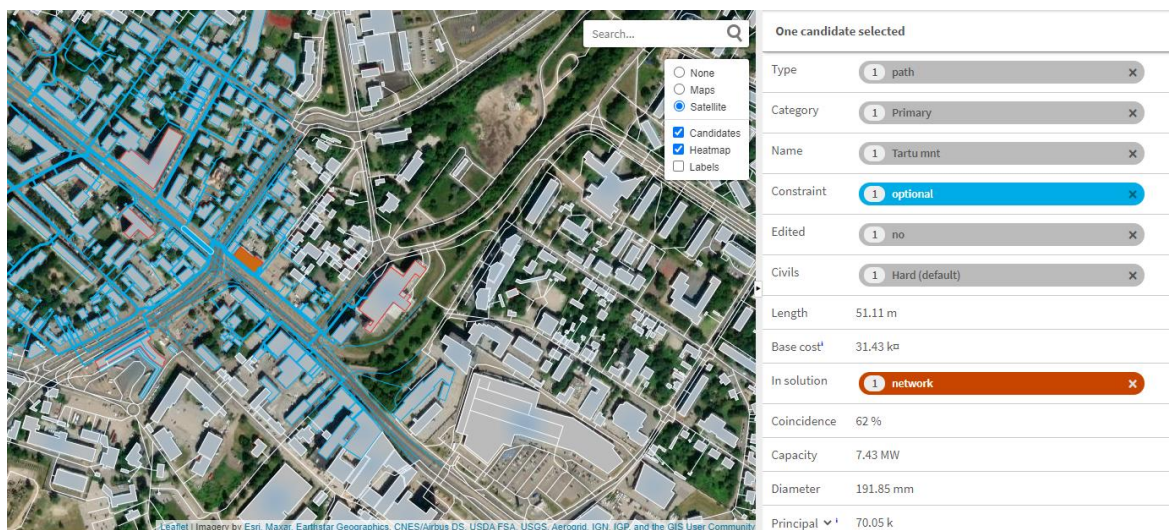 Search...
None
Maps
Satellite
Candidates
Heatmap
Labels
Leaflet | Imagery by Esri, Maxar, Earthstar Geographics, CNES/Airbus DS, USDA FSA, USGS, Aerogrid, IGN, IGP, and the GIS User Community
One candidate selected
Type 1 path ×
Category 1 Primary ×
Name 1 Tartu mnt ×
Constraint 1 optional ×
Edited 1 no ×
Civils 1 Hard (default) ×
Length 51.11 m
Base costⁱ 31.43 k¤
In solution 1 network ×
Coincidence 62 %
Capacity 7.43 MW
Diameter 191.85 mm
Principal ⁱ 70.05 k